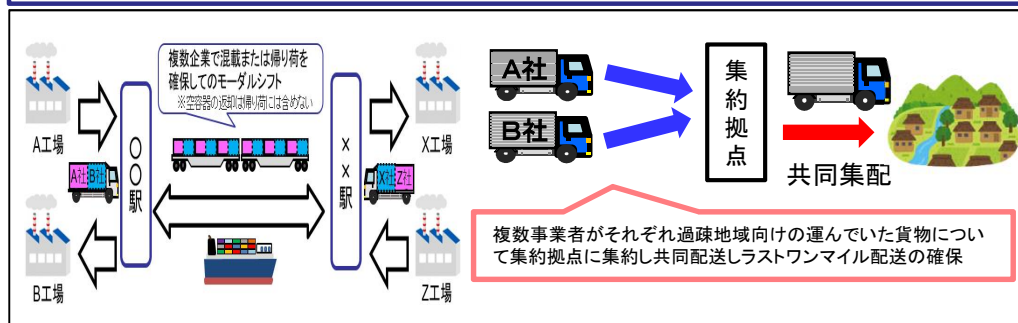 複数企業で混載または帰り荷を
確保してのモーダルシフト
※空容器の返却は帰り荷には含めない
A工場
○○駅
A社 B社
B工場
××駅
X社 Z社
X工場
Z工場
A社
B社
集約拠点
共同集配
複数事業者がそれぞれ過疎地域向けの運んでいた貨物につい
て集約拠点に集約し共同配送しラストワンマイル配送の確保